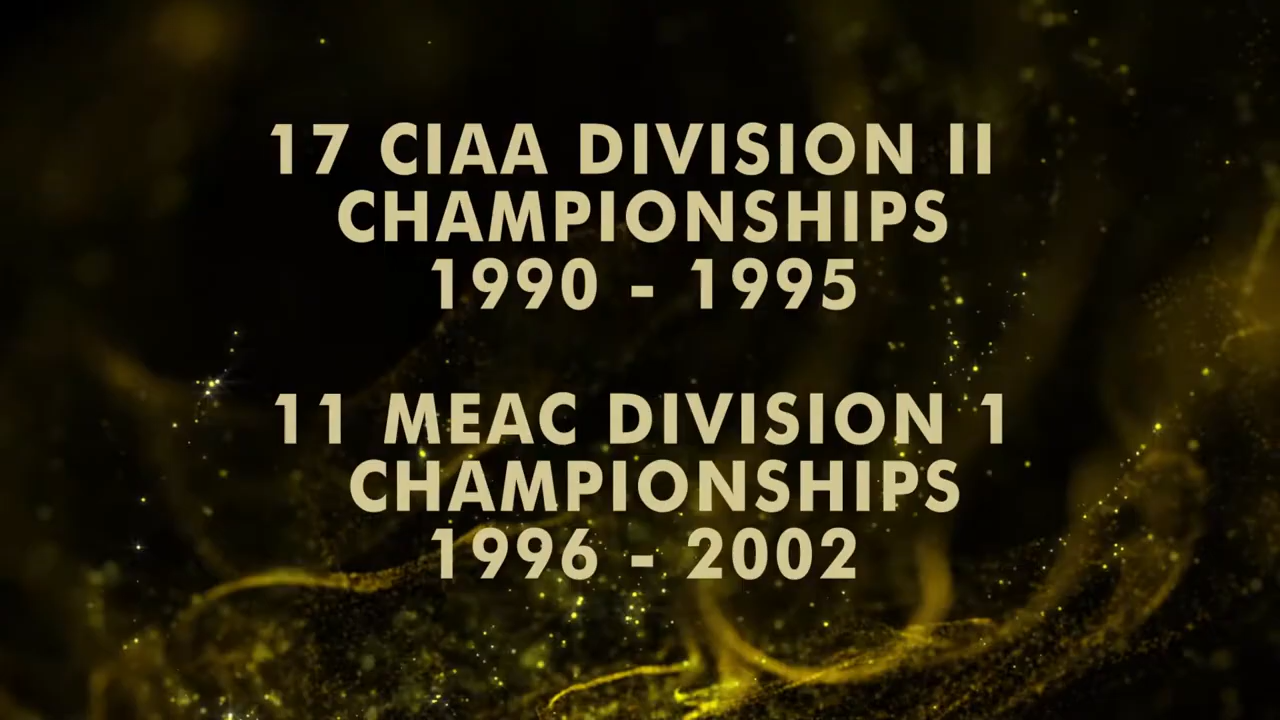 17 CIAA DIVISION II
CHAMPIONSHIPS
1990 - 1995
11 MEAC DIVISION 1
CHAMPIONSHIPS
1996 - 2002